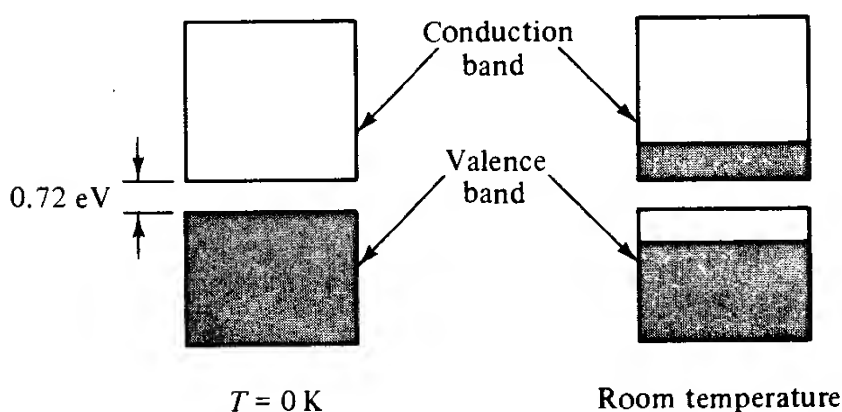 Conduction
band
0.72 eV
Valence
band
T = 0 K
Room temperature